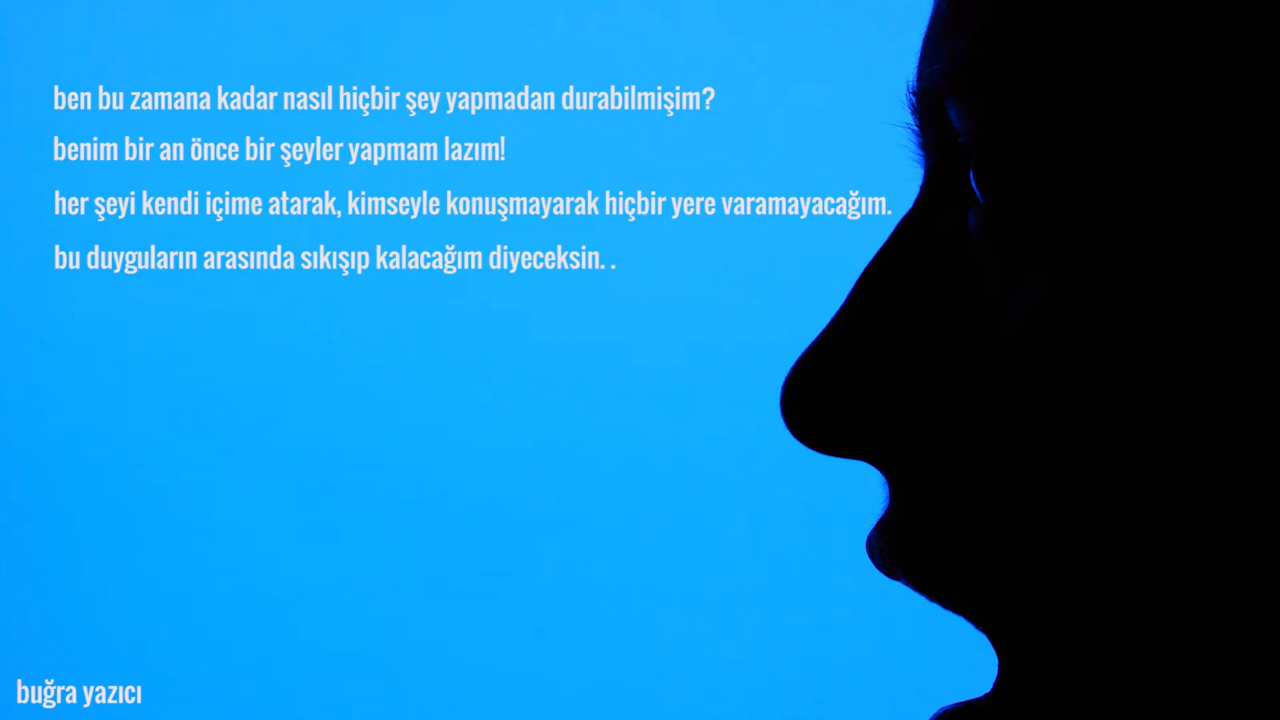 ben bu zamana kadar nasıl hiçbir şey yapmadan durabilmişim?
benim bir an önce bir şeyler yapmam lazım!
her şeyi kendi içime atarak, kimseyle konuşmayarak hiçbir yere varamayacağım.
bu duyguların arasında sıkışıp kalacağım diyeceksin. .
buğra yazıcı